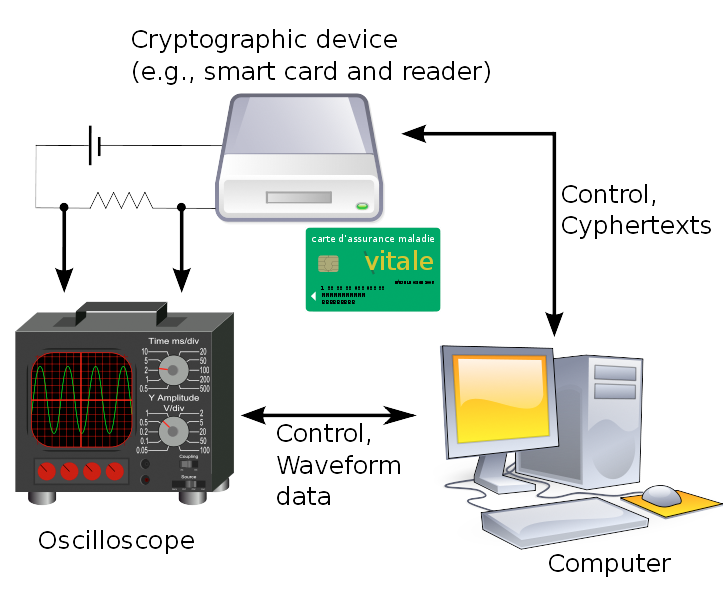 Cryptographic device
(e.g., smart card and reader)
Control,
Cyphertexts
carte d'assurance maladie
vitale
Time ms/div
10 20
5 50
2 100
1 200
0.5 500
Y Amplitude
V/div
1 2
0.5 5
0.2 10
0.1 50
0.05 100
Coupling
Source
Control,
Waveform
data
Oscilloscope
Computer